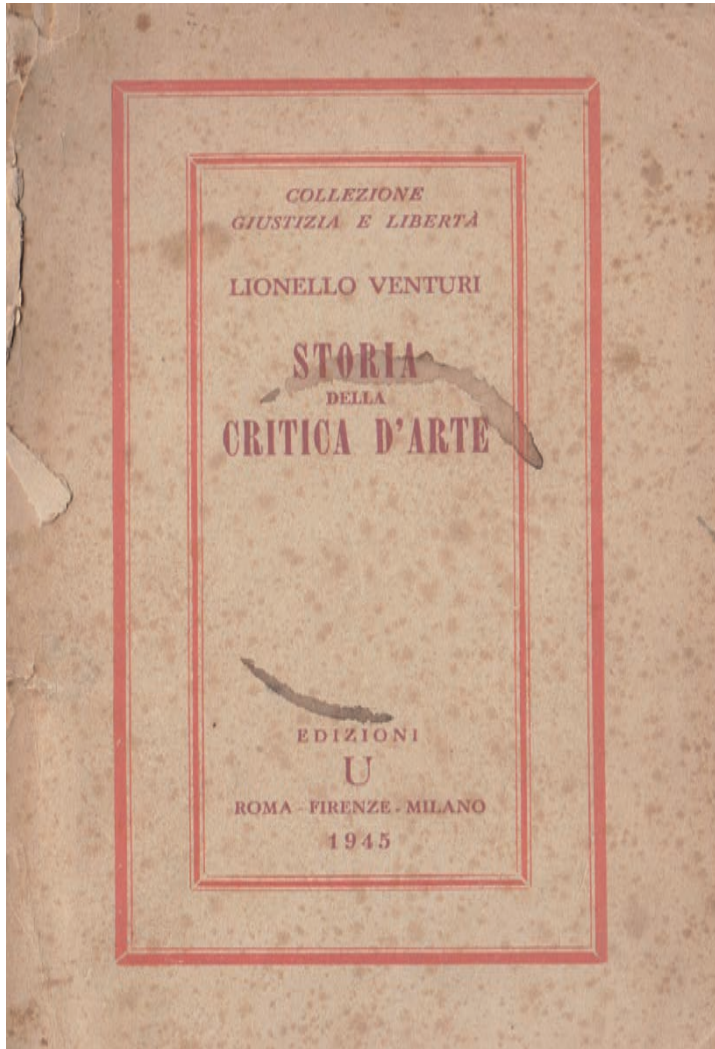 COLLEZIONE
GIUSTIZIA E LIBERTÀ
LIONELLO VENTURI
STORIA
DELLA
CRITICA D'ARTE
EDIZIONI
U
ROMA - FIRENZE - MILANO
1945